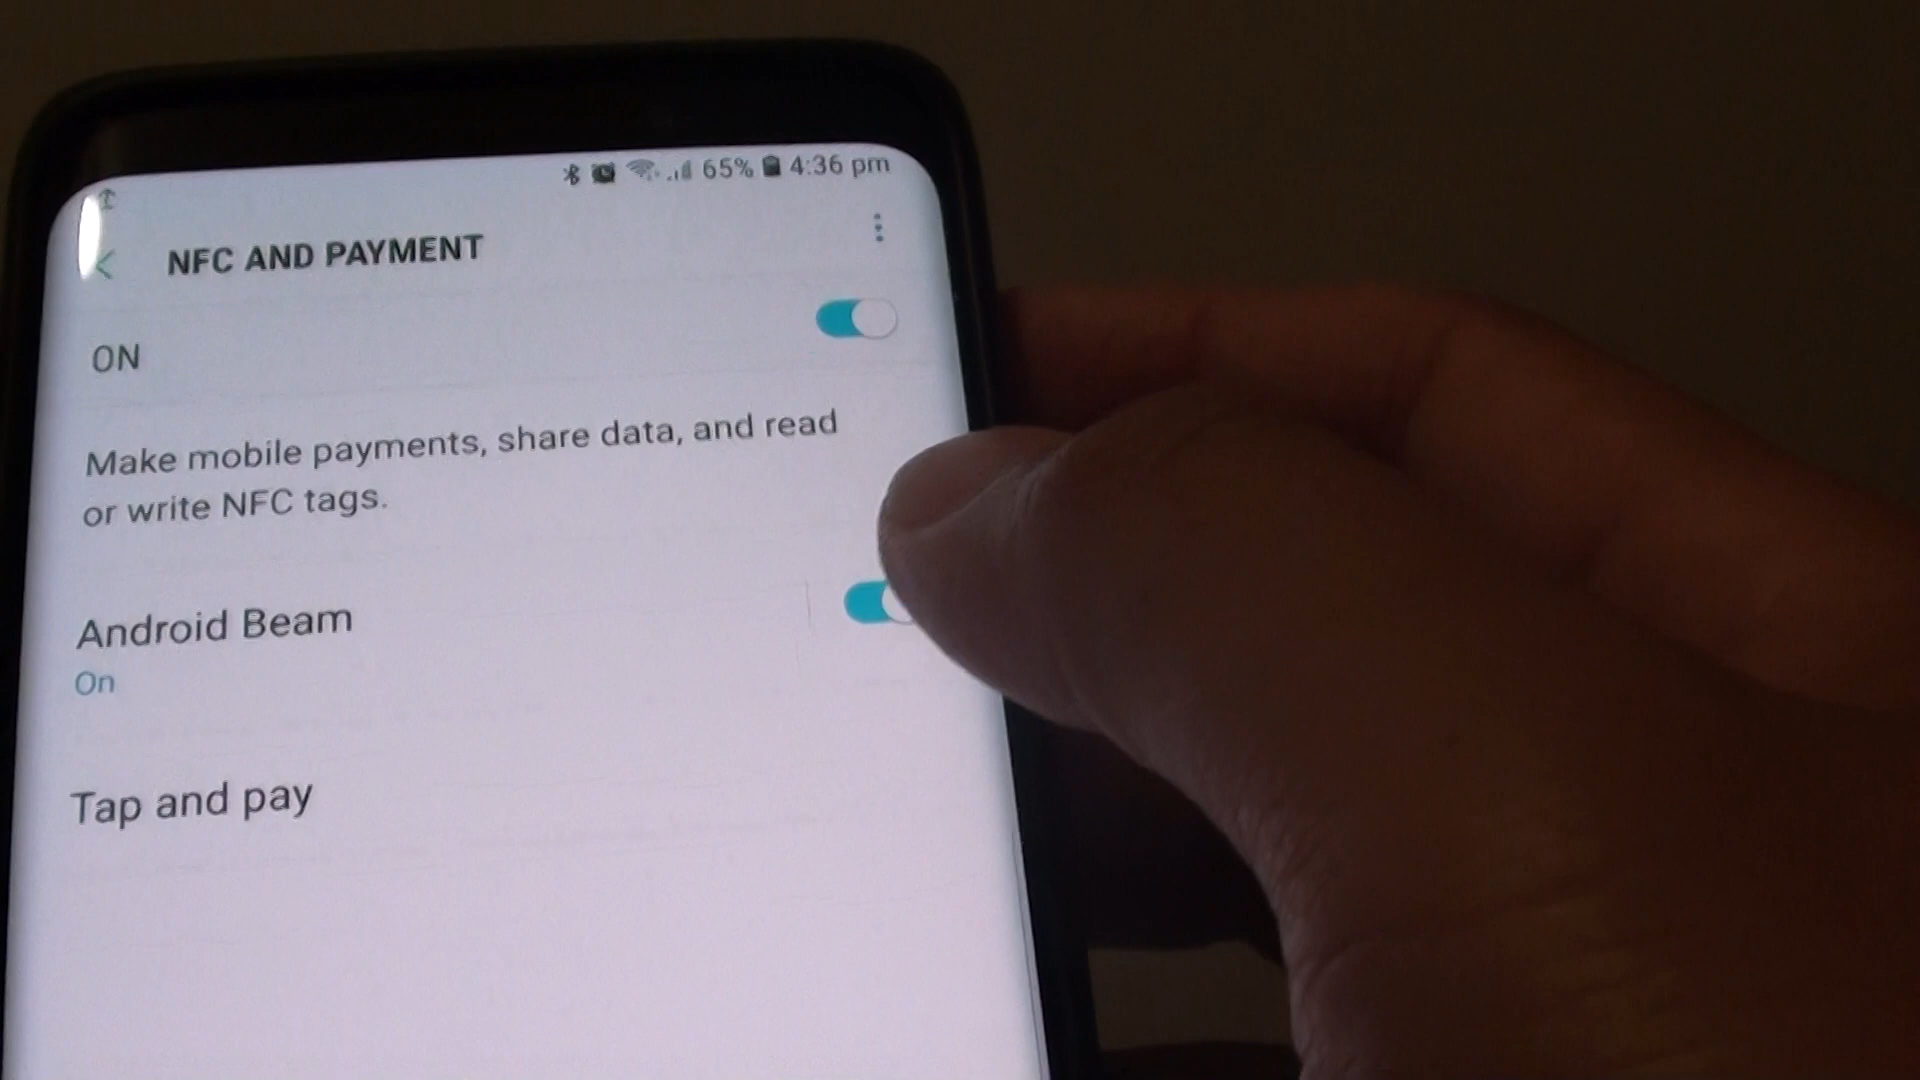 65% 4:36 pm
NFC AND PAYMENT
ON
Make mobile payments, share data, and read
or write NFC tags.
Android Beam
On
Tap and pay